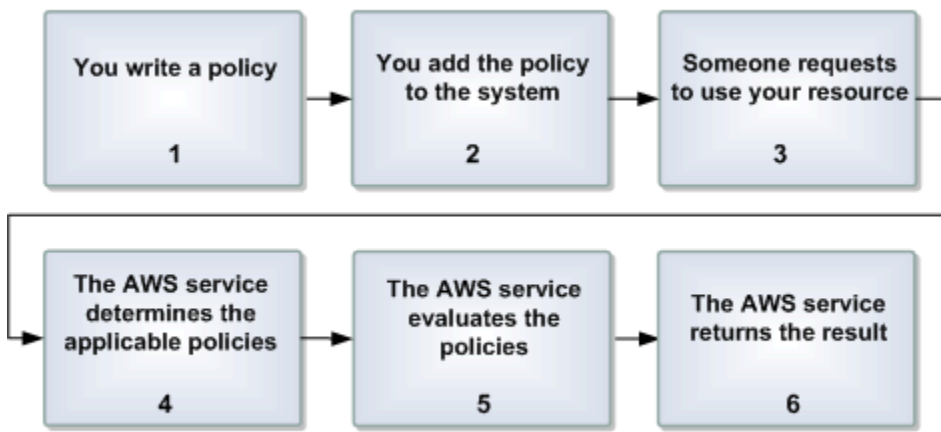 You write a policy
1
You add the policy
to the system
2
Someone requests
to use your resource
3
The AWS service
determines the
applicable policies
4
The AWS service
evaluates the
policies
5
The AWS service
returns the result
6